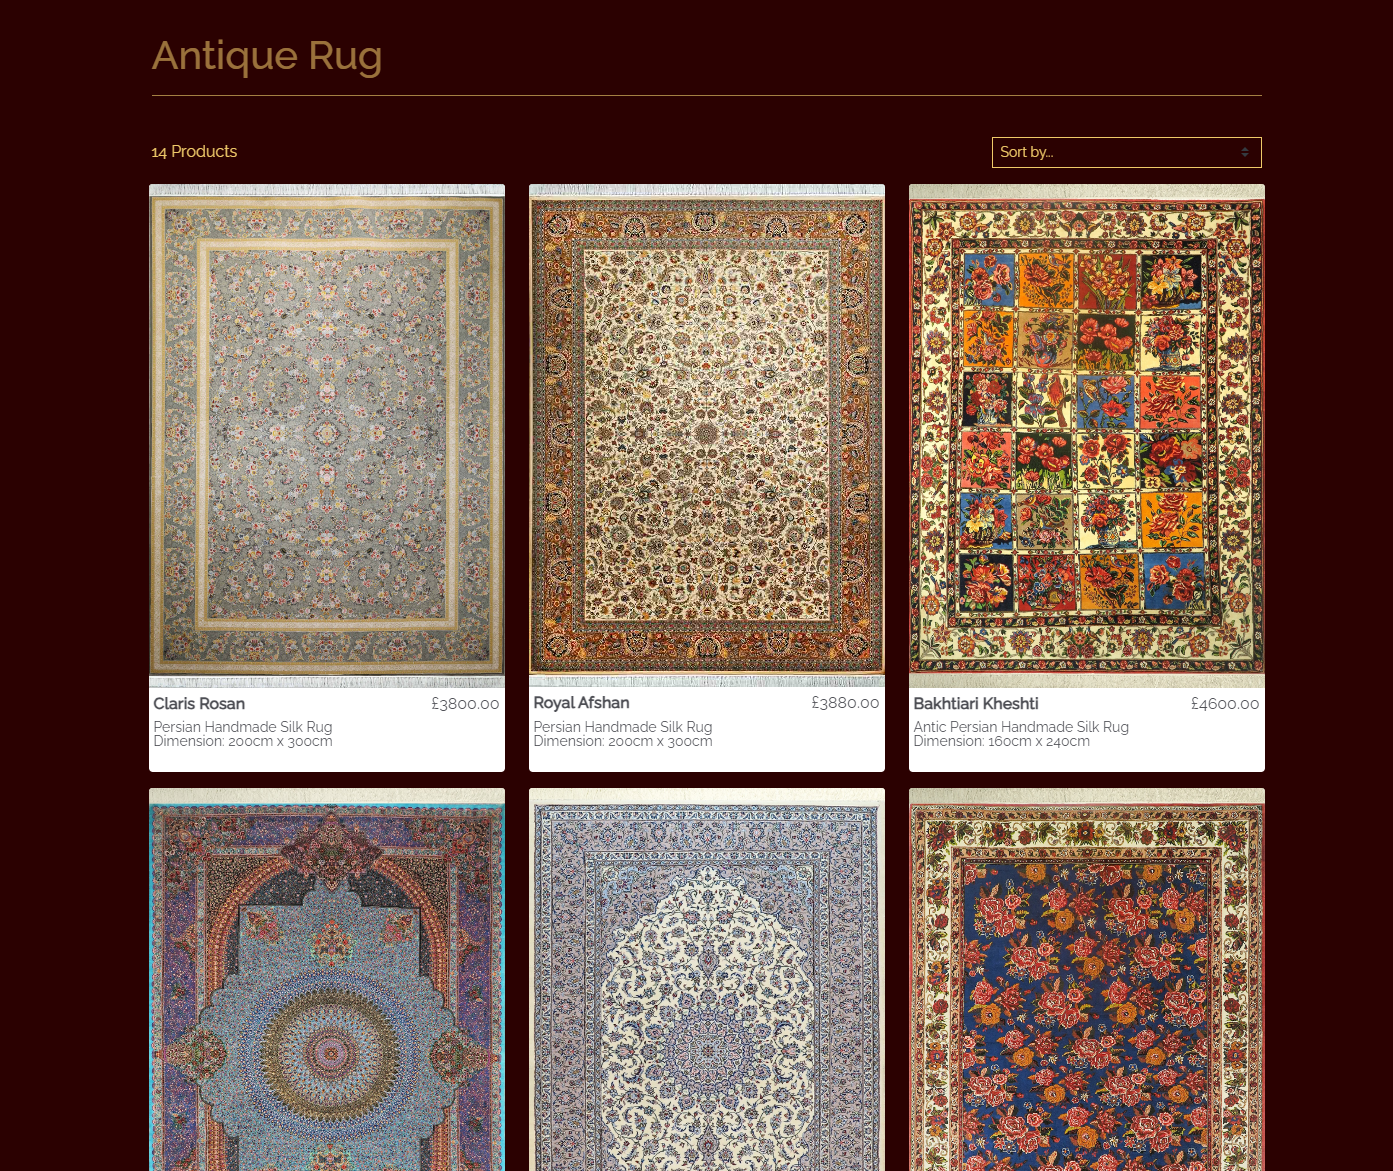 Antique Rug
14 Products
Sort by...
Claris Rosan
£3800.00
Persian Handmade Silk Rug
Dimension: 200cm x 300cm
Royal Afshan
£3880.00
Persian Handmade Silk Rug
Dimension: 200cm x 300cm
Bakhtiari Kheshti
£4600.00
Antic Persian Handmade Silk Rug
Dimension: 160cm x 240cm